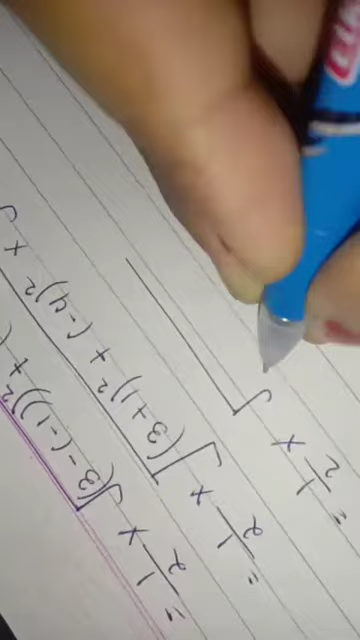 = 1/2 × √(3-(-1))² + (
= 1/2 × √(3+1)² + (-4)² ×
= 1/2 × √